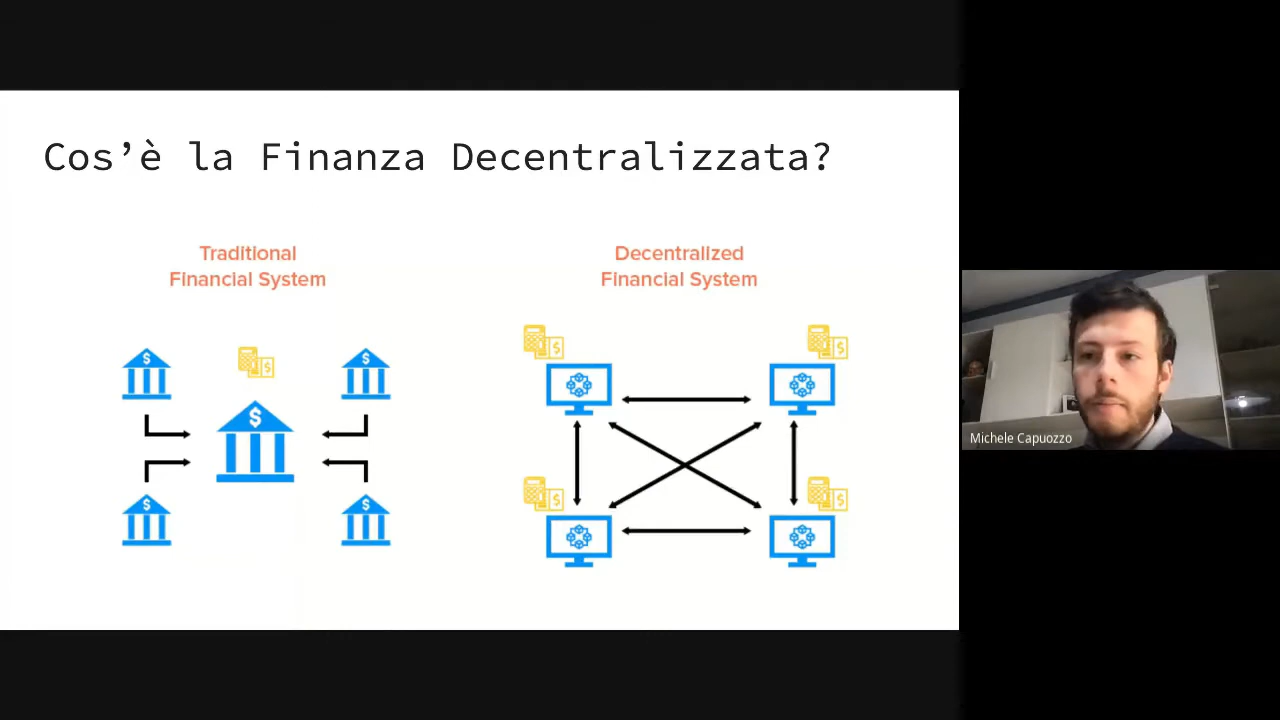 Cos’è la Finanza Decentralizzata?
Traditional
Financial System
Decentralized
Financial System
$
$
$
$
$
$
$
$
$
$
Michele Capuozzo